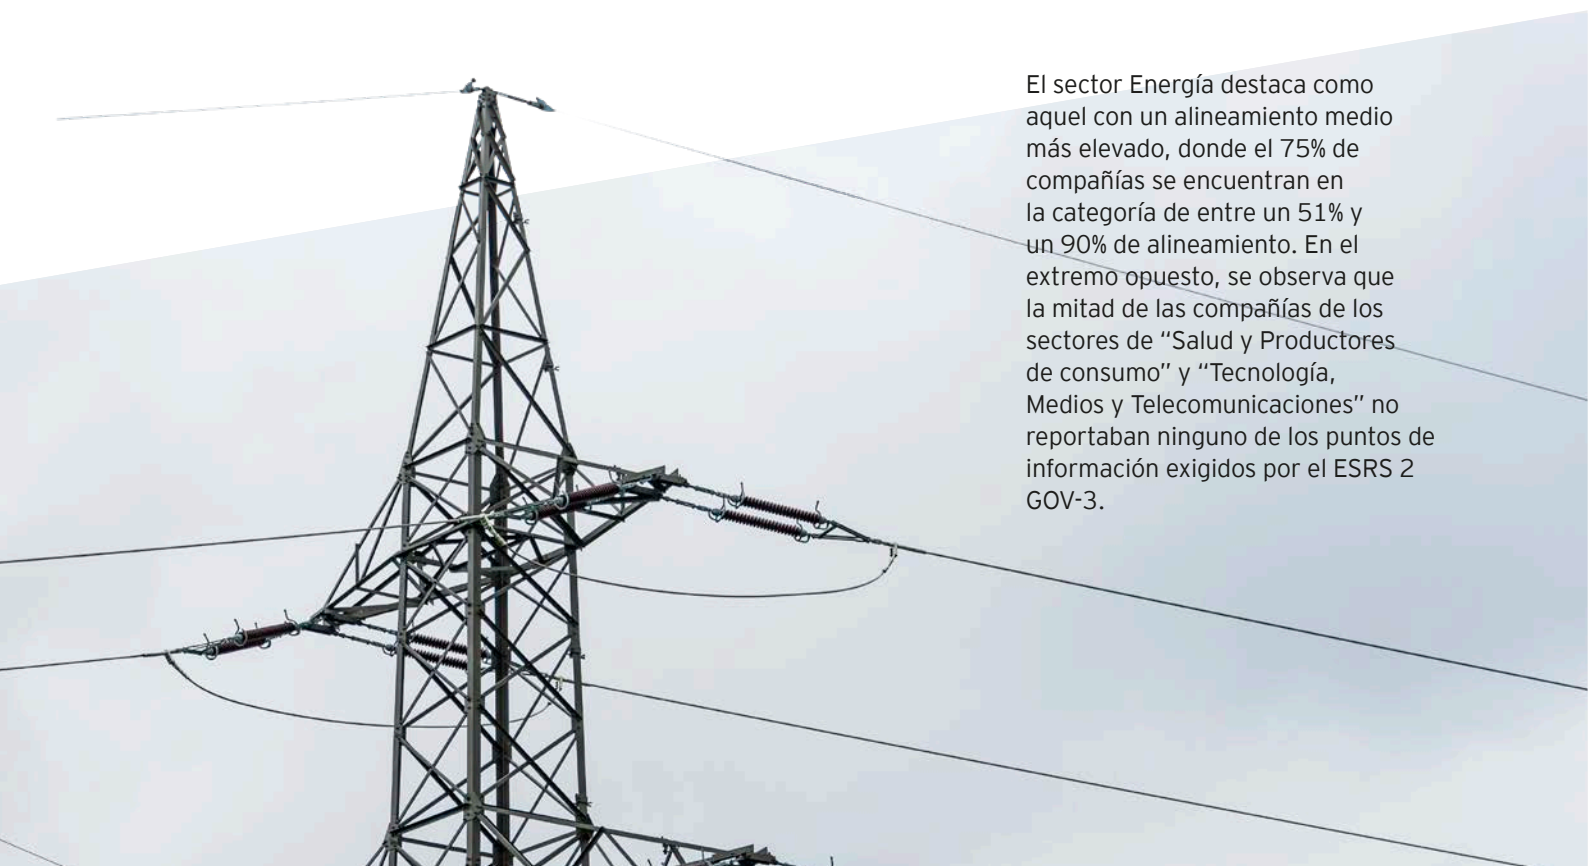 El sector Energía destaca como
aquel con un alineamiento medio
más elevado, donde el 75% de
compañías se encuentran en
la categoría de entre un 51% y
un 90% de alineamiento. En el
extremo opuesto, se observa que
la mitad de las compañías de los
sectores de “Salud y Productores
de consumo” y “Tecnología,
Medios y Telecomunicaciones” no
reportaban ninguno de los puntos de
información exigidos por el ESRS 2
GOV-3.